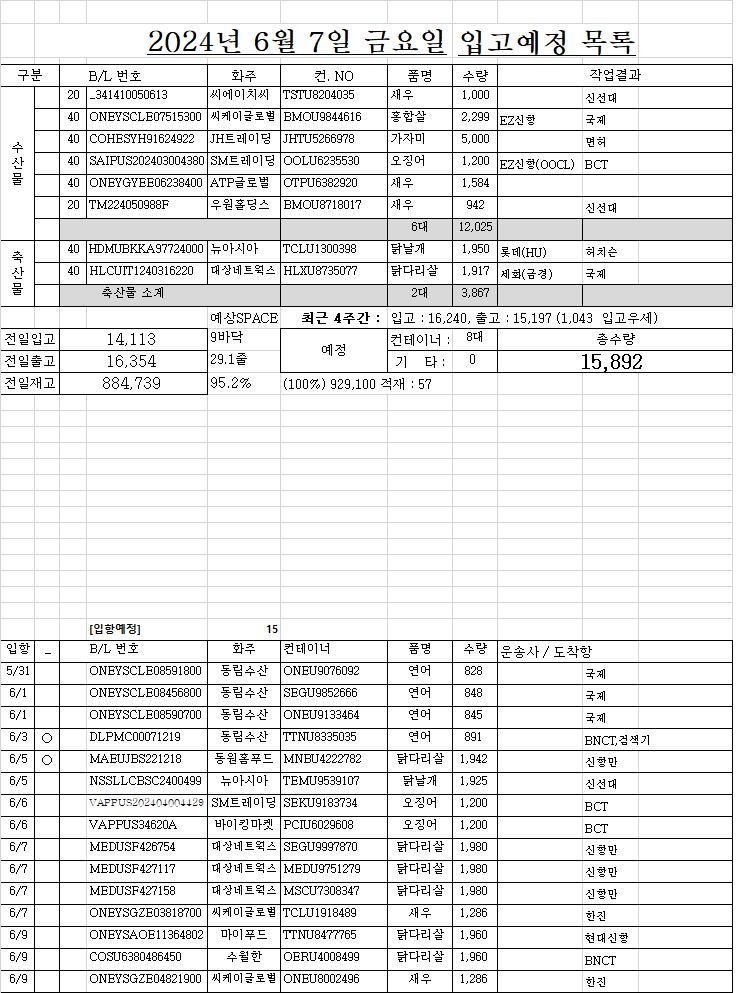 2024년 6월 7일 금요일 입고예정 목록
구분 B/L 번호 화주 컨. NO 품명 수량 작업결과
수산물
20 _341410050613 씨에이치씨 TSTU8204035 새우 1,000 신선대
40 ONEYSCLE07515300 씨케이글로벌 BMOU9844616 홍합살 2,299 EZ신항 국제
40 COHESYH91624922 JH트레이딩 JHTU5266978 가자미 5,000 면허
40 SAIPUS202403004380 SM트레이딩 OOLU6235530 오징어 1,200 EZ신항(OOCL) BCT
40 ONEYGYEE06238400 ATP글로벌 OTPU6382920 새우 1,584
20 TM224050988F 우원홀딩스 BMOU8718017 새우 942 신선대
6대 12,025
축산물
40 HDMUBKKA97724000 뉴아시아 TCLU1300398 닭날개 1,950 롯데(HU) 허치슨
40 HLCUIT1240316220 대상네트웍스 HLXU8735077 닭다리살 1,917 세화(금경) 국제
축산물 소계 2대 3,867
예상SPACE 최근 4주간 : 입고 : 16,240, 출고 : 15,197 (1,043 입고우세)
전일입고 14,113 9바닥 예정 컨테이너 : 8대 총수량
전일출고 16,354 29.1줄 기 타 : 0 15,892
전일재고 884,739 95.2% (100%) 929,100 적재 : 57
[입항예정] 15
입항 _ B/L 번호 화주 컨테이너 품명 수량 운송사 / 도착항
5/31 ONEYSCLE08591800 동림수산 ONEU9076092 연어 828 국제
6/1 ONEYSCLE08456800 동림수산 SEGU9852666 연어 848 국제
6/1 ONEYSCLE08590700 동림수산 ONEU9133464 연어 845 국제
6/3 ○ DLPMC00071219 동림수산 TTNU8335035 연어 891 BNCT,검색기
6/5 ○ MAEUJBS221218 동원홈푸드 MNBU4222782 닭다리살 1,942 신항만
6/5 NSSLLCBSC2400499 뉴아시아 TEMU9539107 닭날개 1,925 신선대
6/6 VAPPUS202404004429 SM트레이딩 SEKU9183734 오징어 1,200 BCT
6/6 VAPPUS34620A 바이킹마켓 PCIU6029608 오징어 1,200 BCT
6/7 MEDUSF426754 대상네트웍스 SEGU9997870 닭다리살 1,980 신항만
6/7 MEDUSF427117 대상네트웍스 MEDU9751279 닭다리살 1,980 신항만
6/7 MEDUSF427158 대상네트웍스 MSCU7308347 닭다리살 1,980 신항만
6/7 ONEYSGZE03818700 씨케이글로벌 TCLU1918489 새우 1,286 한진
6/9 ONEYSAOE11364802 마이푸드 TTNU8477765 닭다리살 1,960 현대신항
6/9 COSU6380486450 수월한 OERU4008499 닭다리살 1,960 BNCT
6/9 ONEYSGZE04821900 씨케이글로벌 ONEU8002496 새우 1,286 한진